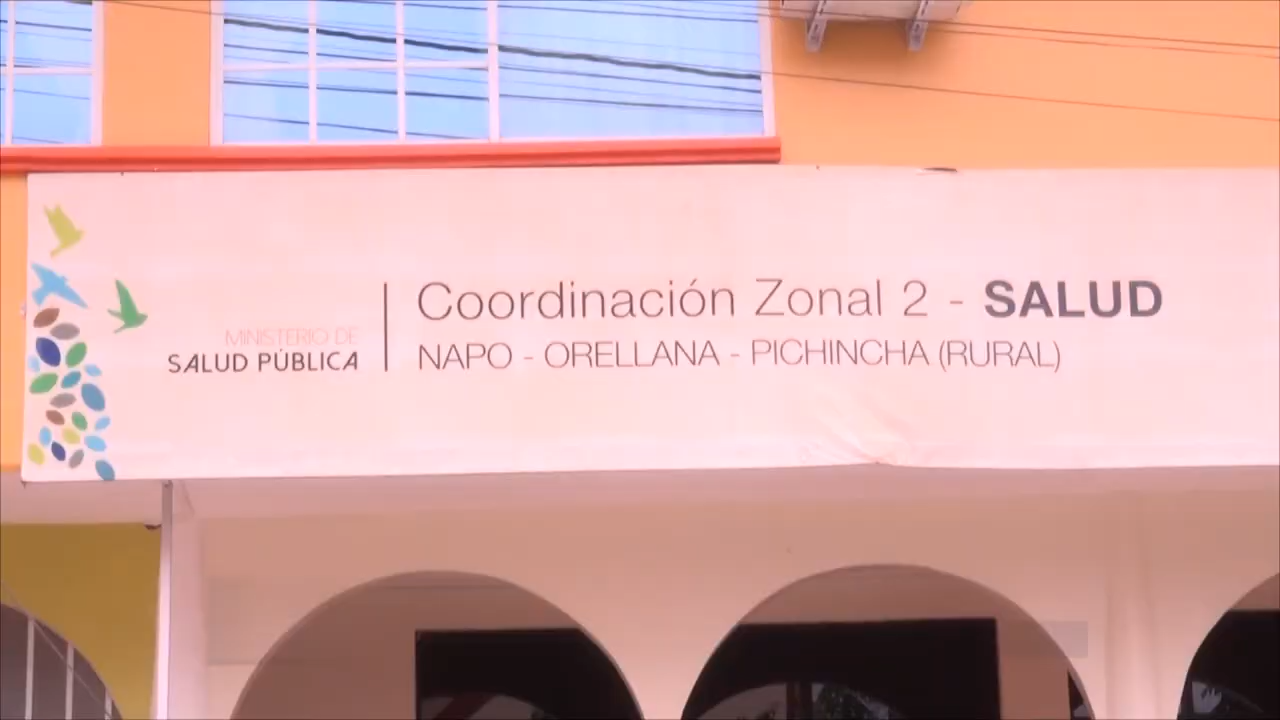 MINISTERIO DE
SALUD PÚBLICA
Coordinación Zonal 2 - SALUD
NAPO - ORELLANA - PICHINCHA (RURAL)